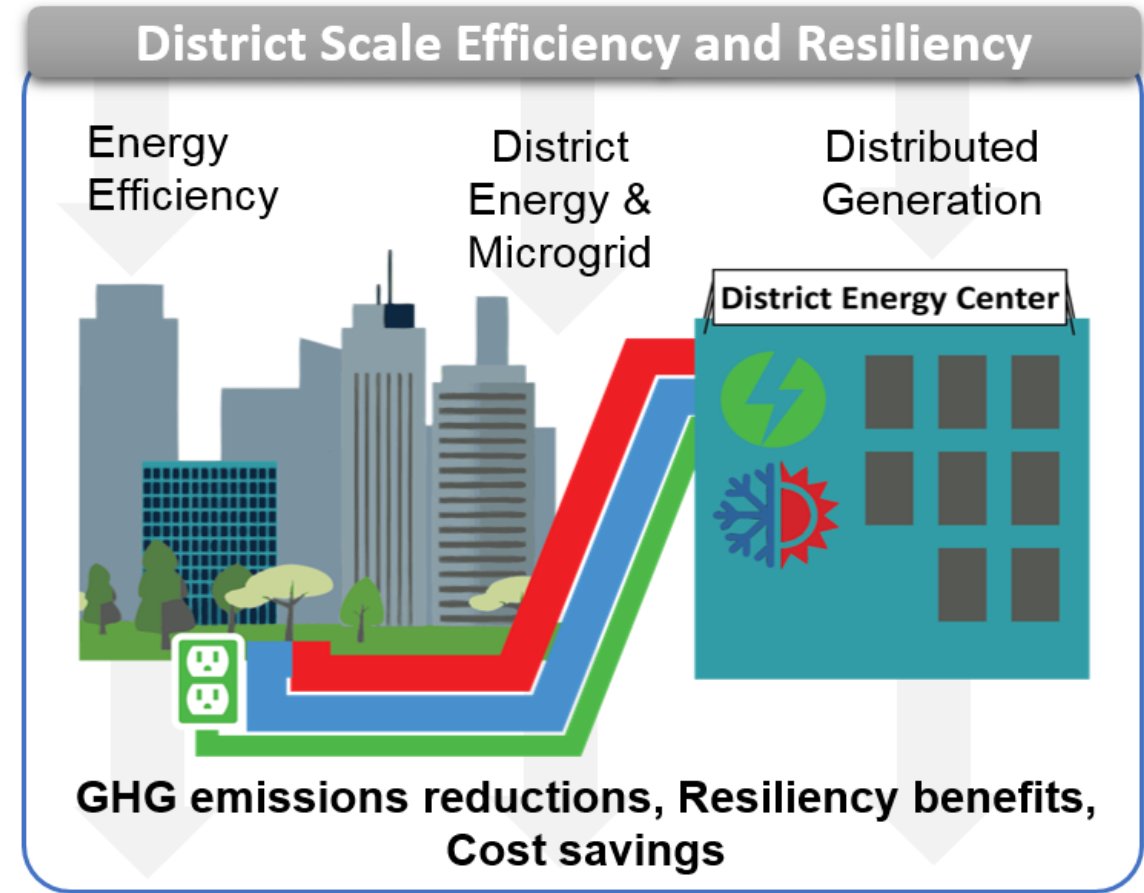 District Scale Efficiency and Resiliency
Energy
Efficiency
District
Energy &
Microgrid
Distributed
Generation
District Energy Center
GHG emissions reductions, Resiliency benefits,
Cost savings